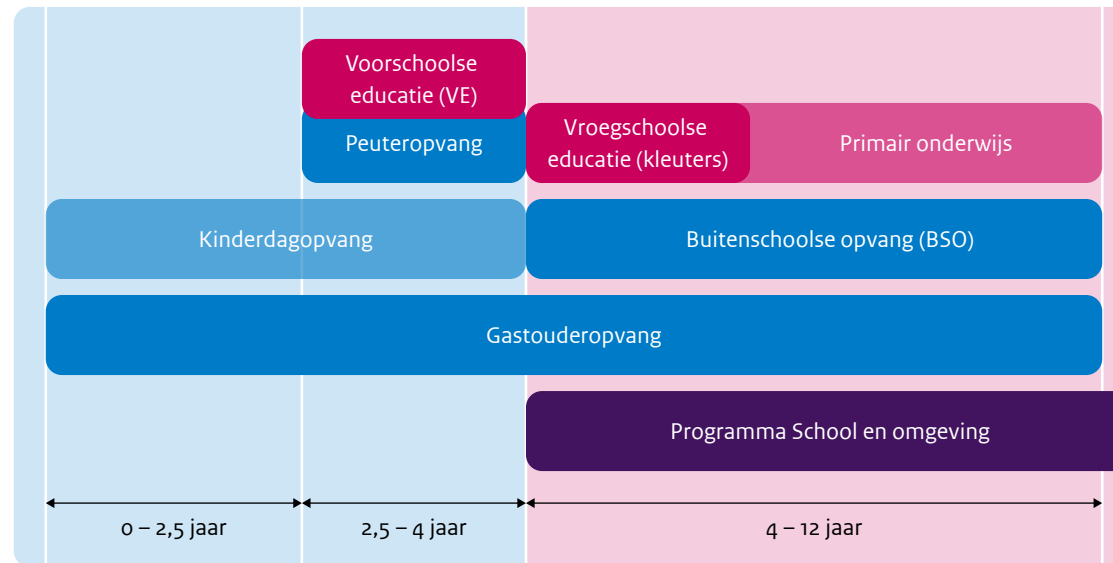 Voorschoolse
educatie (VE)
Peuteropvang
Vroegschoolse
educatie (kleuters)
Primair onderwijs
Kinderdagopvang
Buitenschoolse opvang (BSO)
Gastouderopvang
Programma School en omgeving
0 – 2,5 jaar
2,5 – 4 jaar
4 – 12 jaar